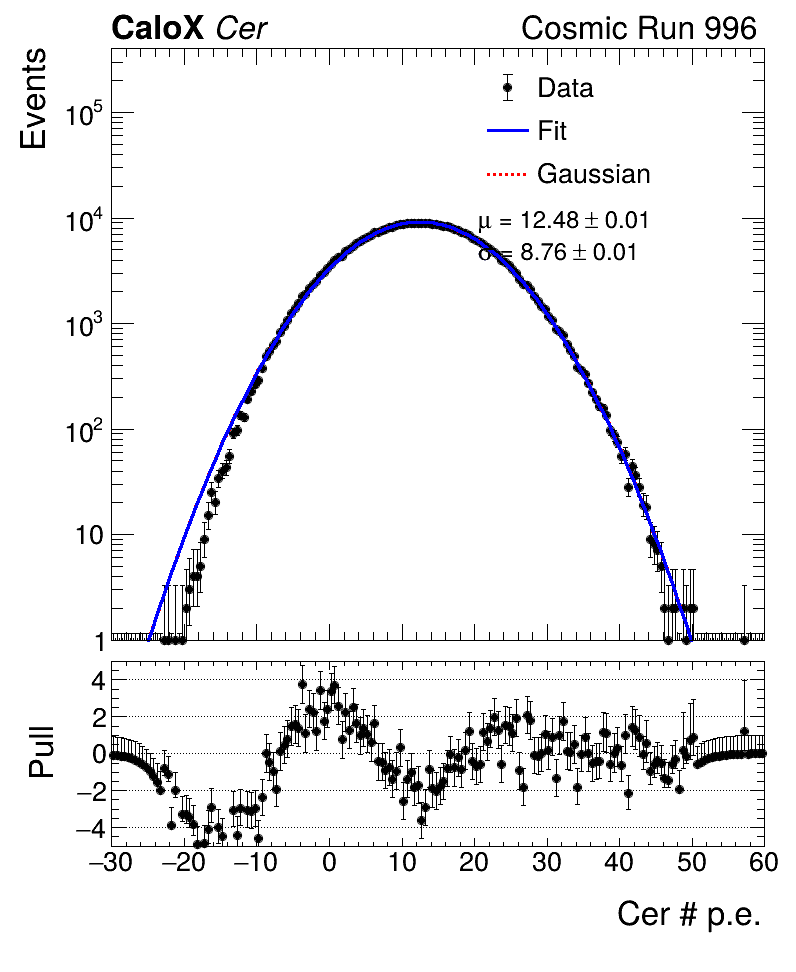 CaloX Cer
Cosmic Run 996
Events
10⁵
10⁴
10³
10²
10
1
Data
Fit
Gaussian
μ = 12.48 ± 0.01
σ = 8.76 ± 0.01
Pull
4
2
0
−2
−4
−30 −20 −10 0 10 20 30 40 50 60
Cer # p.e.